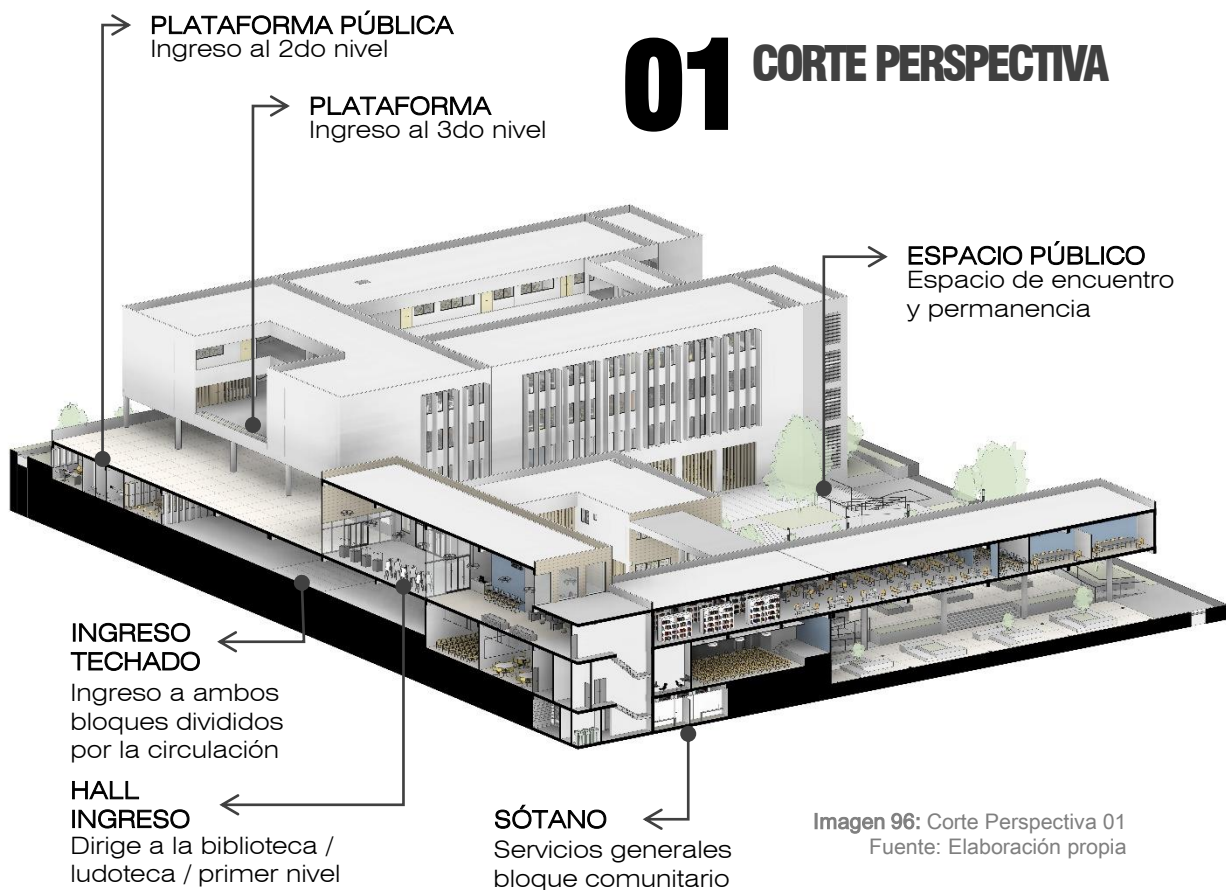 PLATAFORMA PÚBLICA
Ingreso al 2do nivel
01 CORTE PERSPECTIVA
PLATAFORMA
Ingreso al 3do nivel
ESPACIO PÚBLICO
Espacio de encuentro
y permanencia
INGRESO
TECHADO
Ingreso a ambos
bloques divididos
por la circulación
HALL
INGRESO
Dirige a la biblioteca /
ludoteca / primer nivel
SÓTANO
Servicios generales
bloque comunitario
Imagen 96: Corte Perspectiva 01
Fuente: Elaboración propia